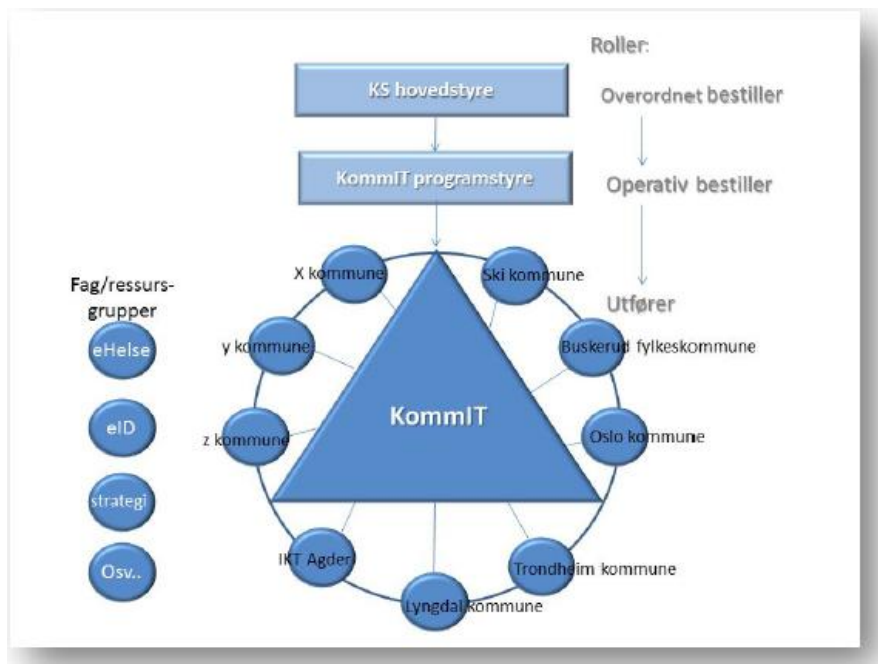 Roller:
KS hovedstyre
Overordnet bestiller
KommIT programstyre
Operativ bestiller
X kommune
Ski kommune
Fag/ressurs-
grupper
Utfører
eHelse
y kommune
Buskerud fylkeskommune
KommIT
eID
z kommune
Oslo kommune
strategi
IKT Agder
Trondheim kommune
Osv..
Lyngdal kommune